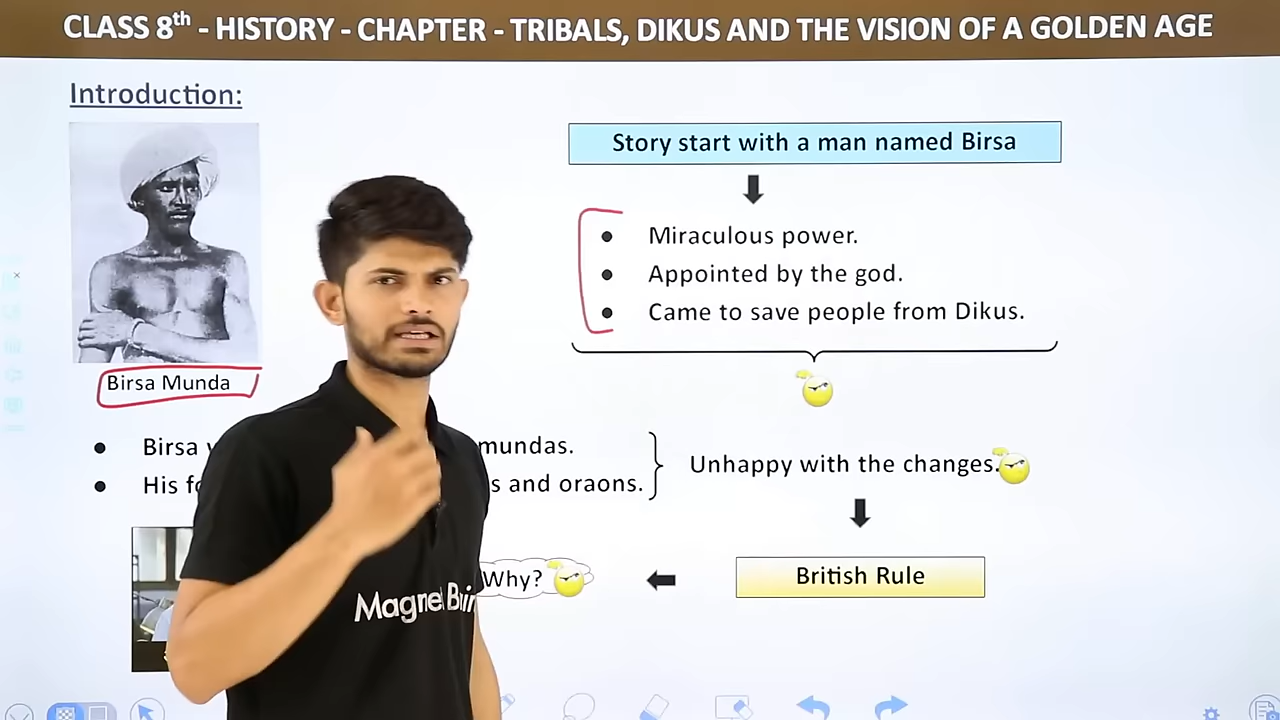 CLASS 8th - HISTORY - CHAPTER - TRIBALS, DIKUS AND THE VISION OF A GOLDEN AGE
Introduction:
Story start with a man named Birsa
• Miraculous power.
• Appointed by the god.
• Came to save people from Dikus.
Birsa Munda
• Birsa mundas.
• His and oraons.
Unhappy with the changes.
Why?
British Rule
Magnet